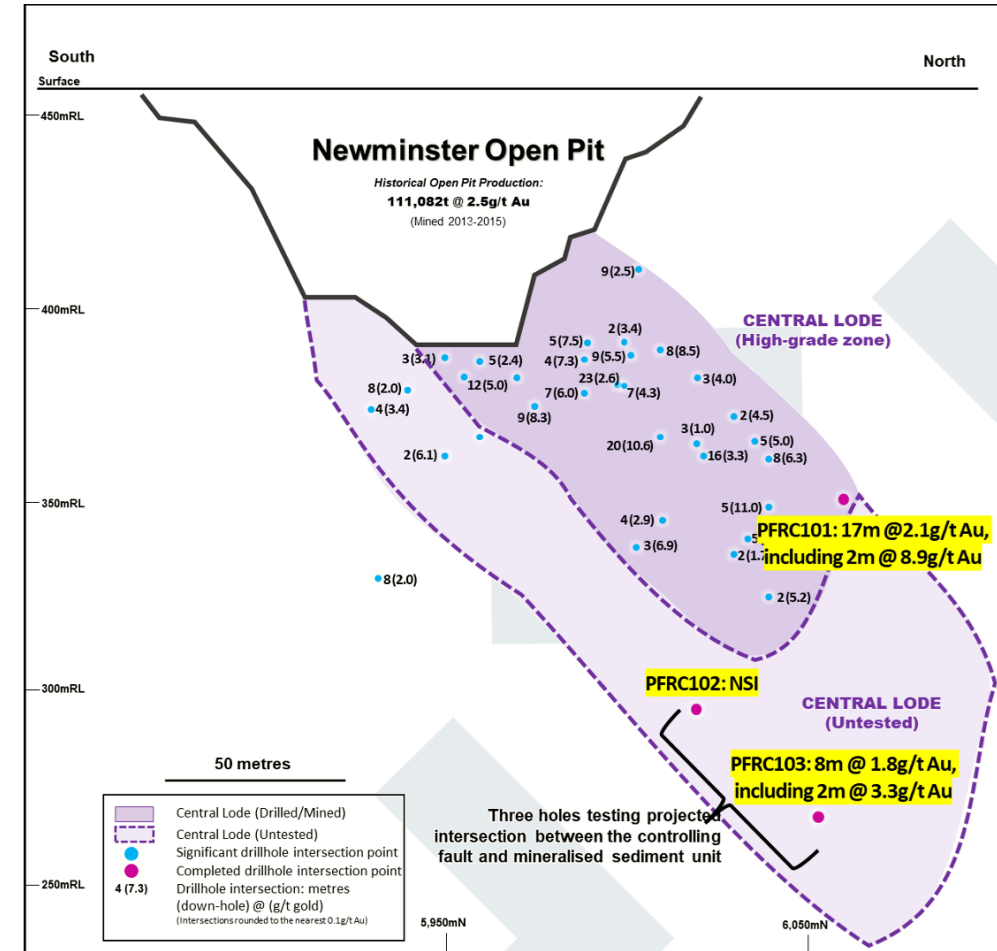 South
North
Surface
450mRL
Newminster Open Pit
Historical Open Pit Production:
111,082t @ 2.5g/t Au
(Mined 2013-2015)
9(2.5)
400mRL
CENTRAL LODE
(High-grade zone)
2(3.4)
5(7.5)
3(3.1)
5(2.4)
4(7.3)
9(5.5)
8(8.5)
8(2.0)
12(5.0)
23(2.6)
7(4.3)
3(4.0)
7(6.0)
4(3.4)
9(8.3)
2(4.5)
3(1.0)
20(10.6)
5(5.0)
2(6.1)
16(3.3)
8(6.3)
350mRL
5(11.0)
4(2.9)
PFRC101: 17m @2.1g/t Au,
including 2m @ 8.9g/t Au
3(6.9)
8(2.0)
2(5.2)
PFRC102: NSI
300mRL
CENTRAL LODE
(Untested)
PFRC103: 8m @ 1.8g/t Au,
including 2m @ 3.3g/t Au
50 metres
Three holes testing projected
intersection between the controlling
fault and mineralised sediment unit
Central Lode (Drilled/Mined)
Central Lode (Untested)
Significant drillhole intersection point
Completed drillhole intersection point
4 (7.3) Drillhole intersection: metres
(down-hole) @ (g/t gold)
(Intersections rounded to the nearest 0.1g/t Au)
250mRL
5,950mN
6,050mN